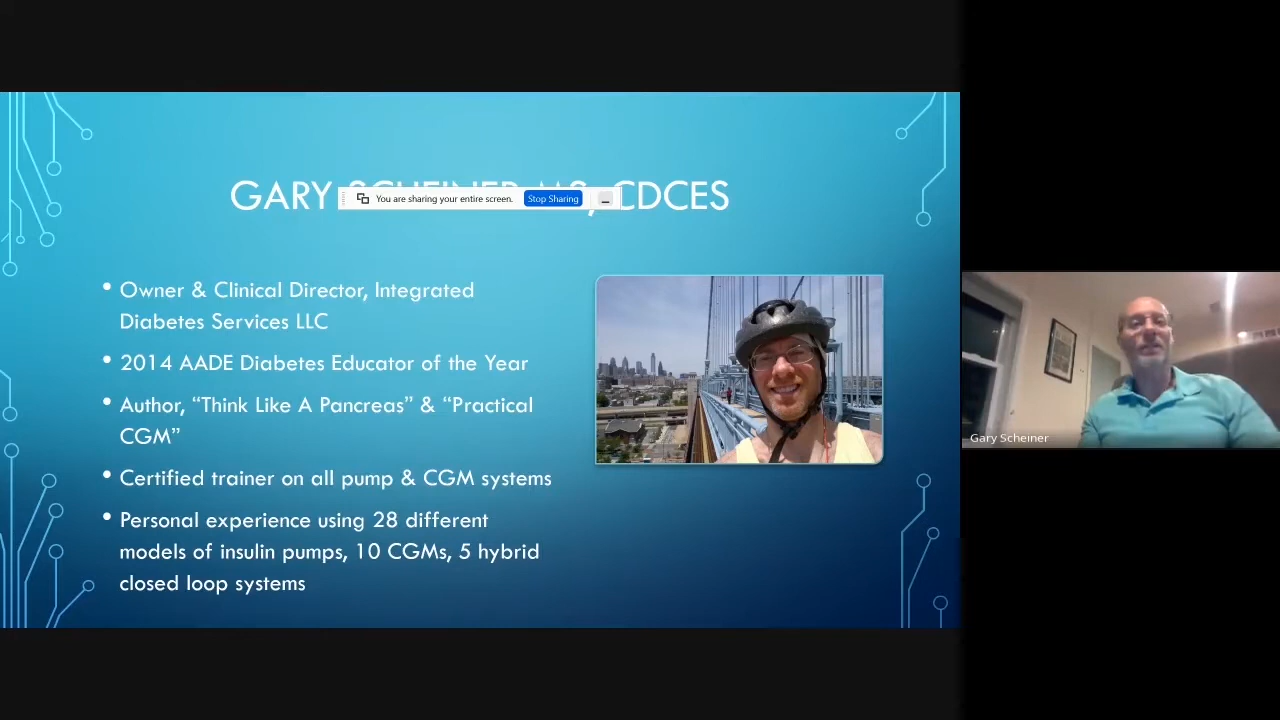 GARY SCHEINER MS, CDCES
You are sharing your entire screen.
Stop Sharing
• Owner & Clinical Director, Integrated
Diabetes Services LLC
• 2014 AADE Diabetes Educator of the Year
• Author, “Think Like A Pancreas” & “Practical
CGM”
• Certified trainer on all pump & CGM systems
• Personal experience using 28 different
models of insulin pumps, 10 CGMs, 5 hybrid
closed loop systems
Gary Scheiner